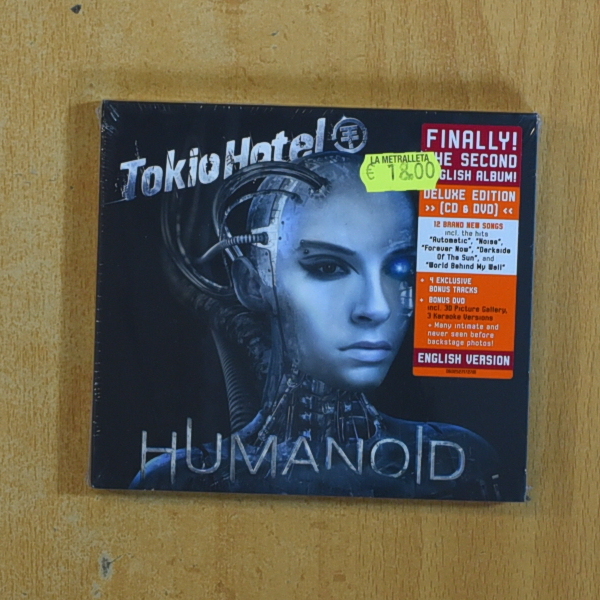 Tokio Hotel
LA METRALLETA
€ 18.00
FINALLY!
HE SECOND
GLISH ALBUM!
DELUXE EDITION
>> (CD & DVD) <<
12 BRAND NEW SONGS
incl. the hits
"Automatic", "Noise",
"Forever Now", "Darkside
Of The Sun", and
"World Behind My Wall"
• 4 EXCLUSIVE
BONUS TRACKS
• BONUS DVD
incl. 3D Picture Gallery,
3 Karaoke Versions
+ Many intimate and
never seen before
backstage photos!
ENGLISH VERSION
HUMANOID